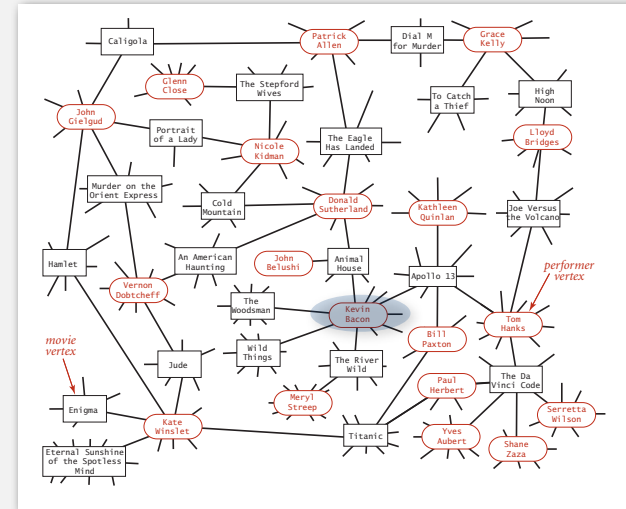 Caligola
Patrick
Allen
Dial M
for Murder
Grace
Kelly
Glenn
Close
The Stepford
Wives
To Catch
a Thief
High
Noon
John
Gielgud
Portrait
of a Lady
Nicole
Kidman
The Eagle
Has Landed
Lloyd
Bridges
Murder on the
Orient Express
Cold
Mountain
Donald
Sutherland
Kathleen
Quinlan
Joe Versus
the Volcano
Hamlet
An American
Haunting
John
Belushi
Animal
House
Apollo 13
performer
vertex
Vernon
Dobtcheff
The
Woodsman
Kevin
Bacon
Tom
Hanks
movie
vertex
Wild
Things
Bill
Paxton
Jude
The River
Wild
Paul
Herbert
The Da
Vinci Code
Meryl
Streep
Enigma
Kate
Winslet
Titanic
Yves
Aubert
Shane
Zaza
Serretta
Wilson
Eternal Sunshine
of the Spotless
Mind